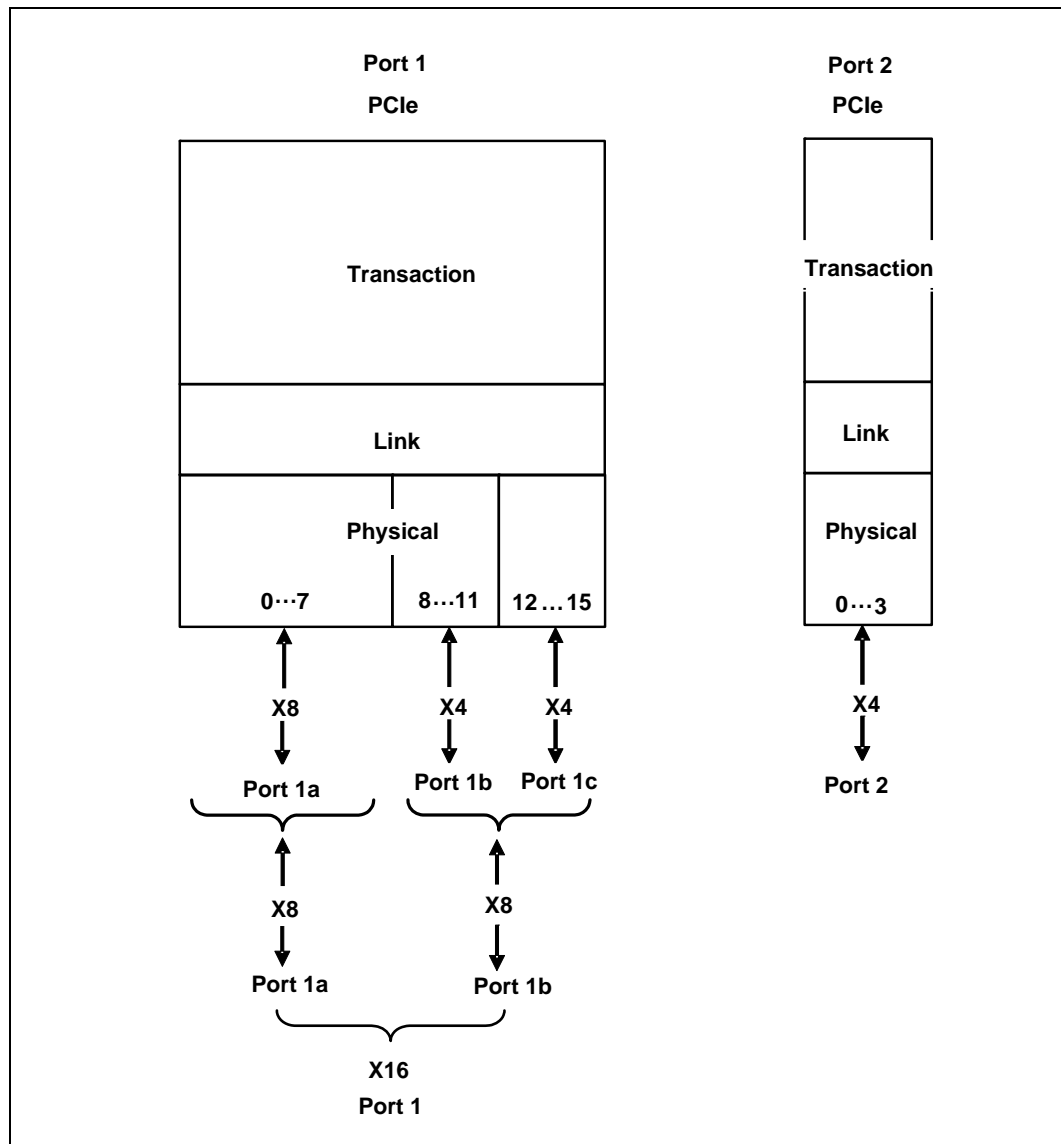 Port 1
PCIe
Transaction
Link
Physical
0...7
8...11
12...15
X8
X4
X4
Port 1a
Port 1b
Port 1c
X8
X8
Port 1a
Port 1b
X16
Port 1
Port 2
PCIe
Transaction
Link
Physical
0...3
X4
Port 2